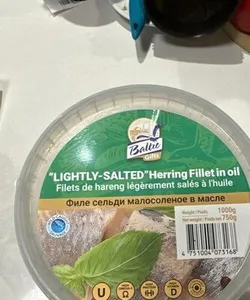 Baltic
Gifts
"LIGHTLY-SALTED" Herring Fillet in oil
Filets de hareng légèrement salés à l'huile
Филе сельди малосоленое в масле
Weight / Poids: 1000g
Net weight / Poids net 750g
4 751004 073168
U
Ω
D